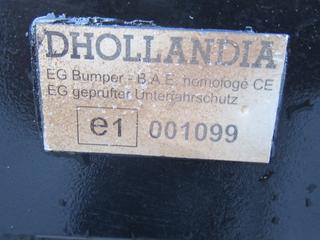 DHOLLANDIA
EG Bumper - B.A.E. homologé CE
EG geprüfter Unterfahrschutz
e1 001099